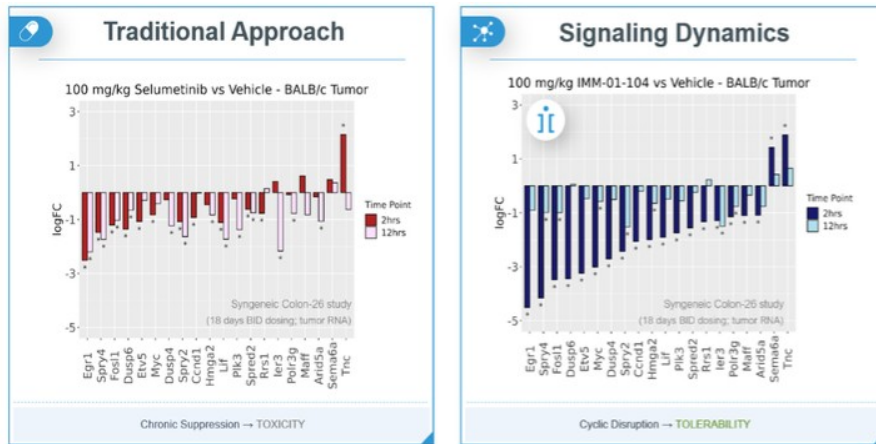 Traditional Approach
100 mg/kg Selumetinib vs Vehicle - BALB/c Tumor
3
1
-1
-3
-5
logFC
Time Point
2hrs
12hrs
Syngeneic Colon-26 study
(18 days BID dosing; tumor RNA)
Egr1
Spry4
Fosl1
Dusp6
Etv5
Myc
Dusp4
Spry2
Ccnd1
Hmga2
Lif
Plk3
Spred2
Rrs1
Ier3
Polr3g
Maff
Arid5a
Sema6a
Tnc
Chronic Suppression → TOXICITY
Signaling Dynamics
100 mg/kg IMM-01-104 vs Vehicle - BALB/c Tumor
3
1
-1
-3
-5
logFC
Time Point
2hrs
12hrs
Syngeneic Colon-26 study
(18 days BID dosing; tumor RNA)
Egr1
Spry4
Fosl1
Dusp6
Etv5
Myc
Dusp4
Spry2
Ccnd1
Hmga2
Lif
Plk3
Spred2
Rrs1
Ier3
Polr3g
Maff
Arid5a
Sema6a
Tnc
Cyclic Disruption → TOLERABILITY